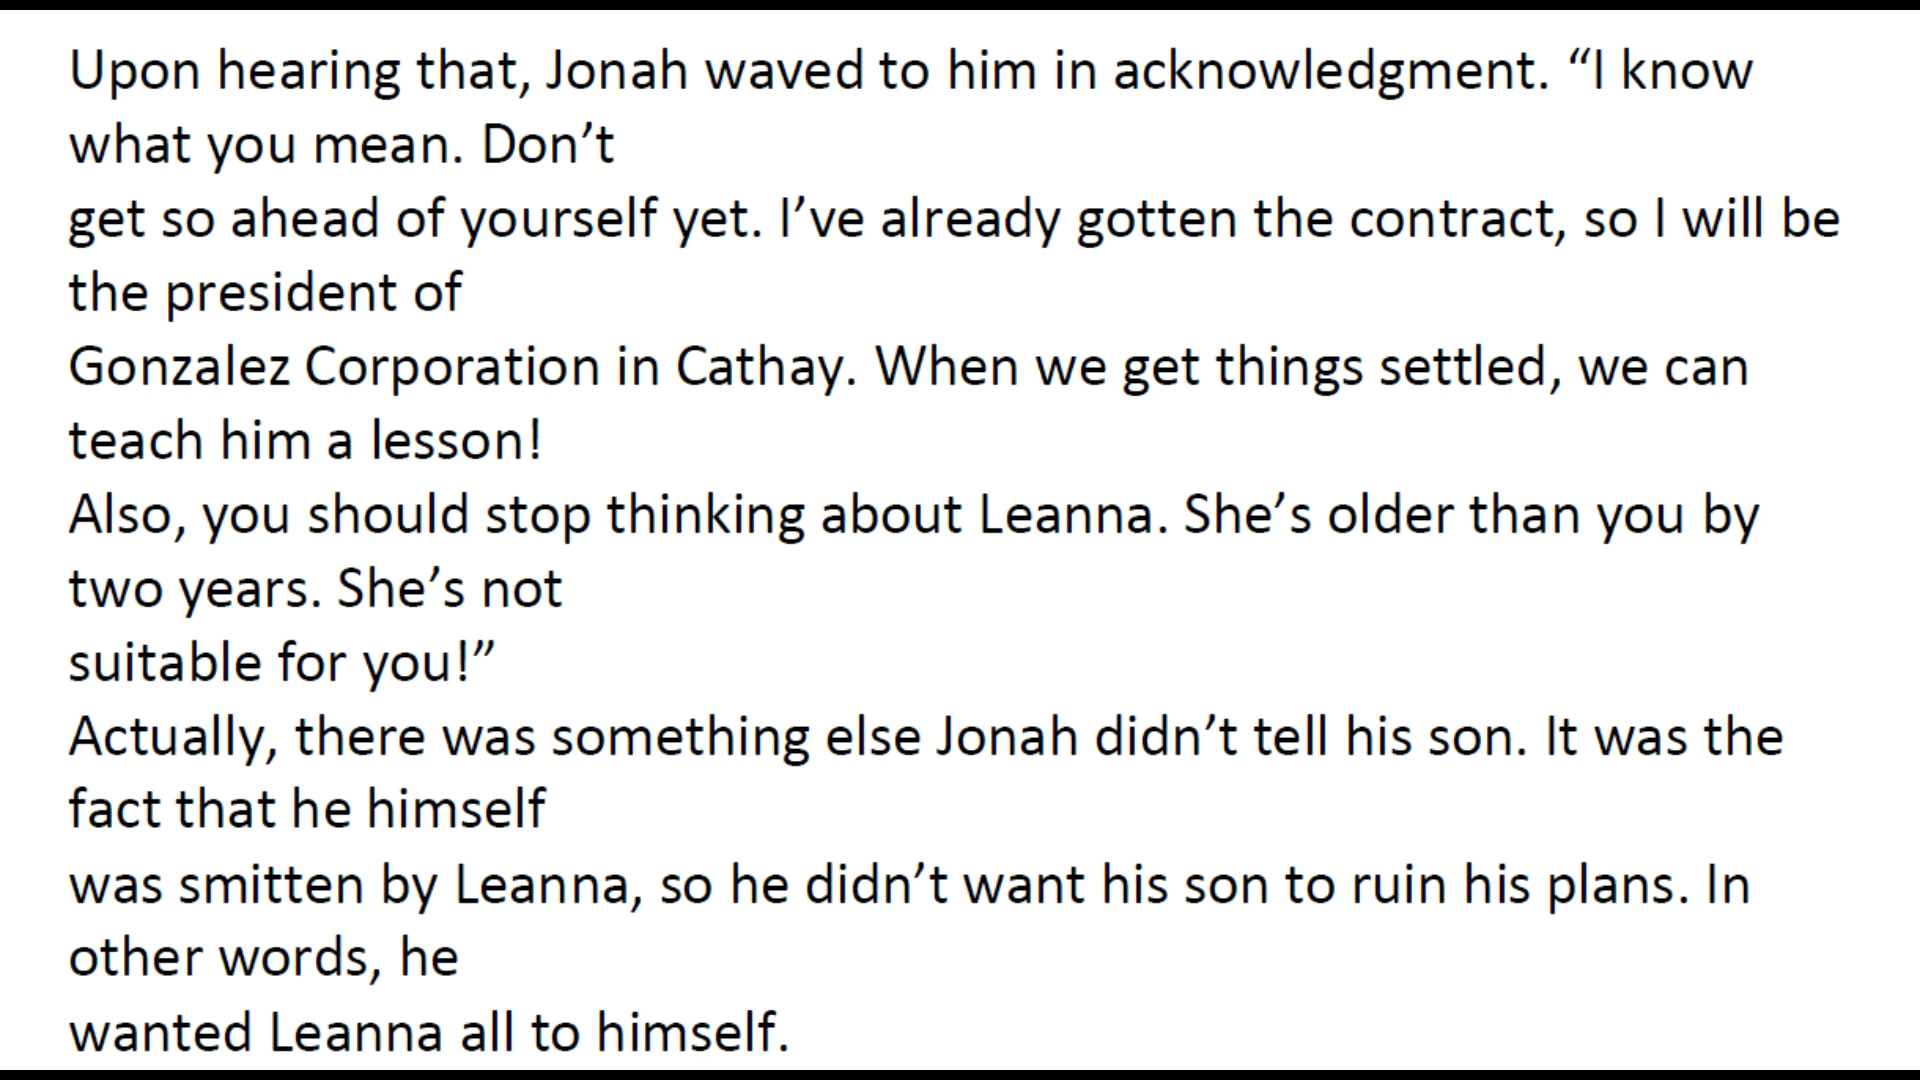 Upon hearing that, Jonah waved to him in acknowledgment. “I know
what you mean. Don’t
get so ahead of yourself yet. I’ve already gotten the contract, so I will be
the president of
Gonzalez Corporation in Cathay. When we get things settled, we can
teach him a lesson!
Also, you should stop thinking about Leanna. She’s older than you by
two years. She’s not
suitable for you!”
Actually, there was something else Jonah didn’t tell his son. It was the
fact that he himself
was smitten by Leanna, so he didn’t want his son to ruin his plans. In
other words, he
wanted Leanna all to himself.